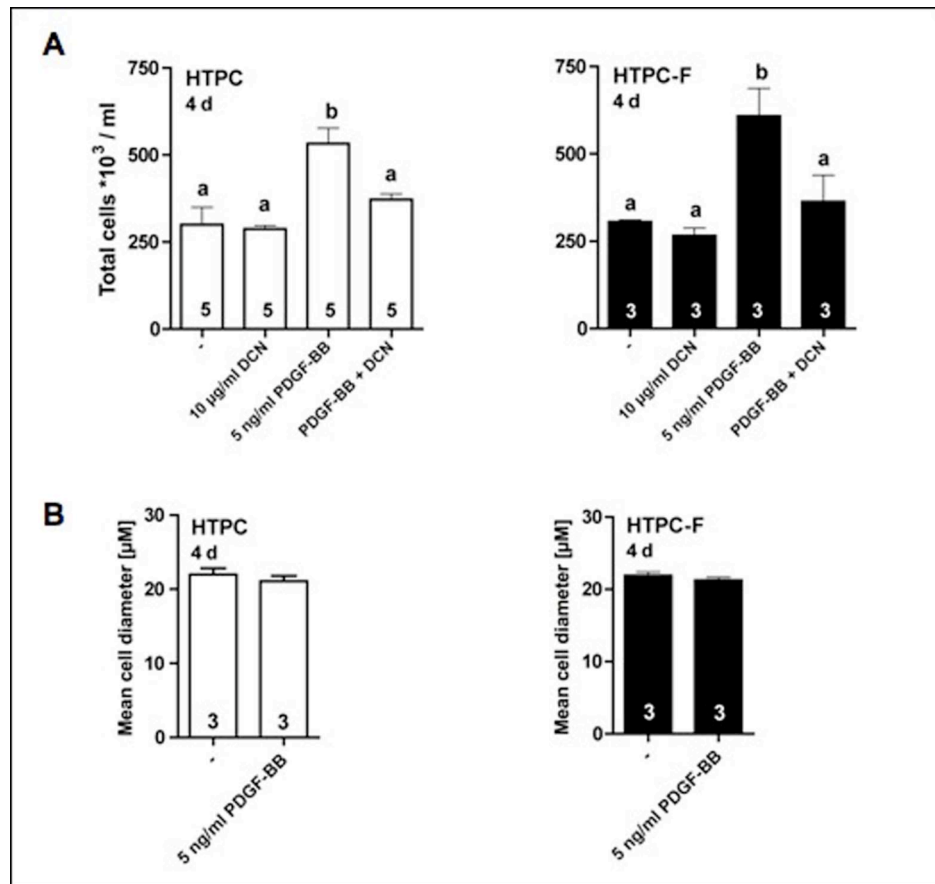 A
HTPC
4 d
Total cells *10³ / ml
750
500
250
0
a
a
b
a
5
5
5
5
-
10 µg/ml DCN
5 ng/ml PDGF-BB
PDGF-BB + DCN
HTPC-F
4 d
750
500
250
0
a
a
b
a
3
3
3
3
-
10 µg/ml DCN
5 ng/ml PDGF-BB
PDGF-BB + DCN
B
HTPC
4 d
Mean cell diameter [µM]
30
20
10
0
3
3
-
5 ng/ml PDGF-BB
HTPC-F
4 d
Mean cell diameter [µM]
30
20
10
0
3
3
-
5 ng/ml PDGF-BB